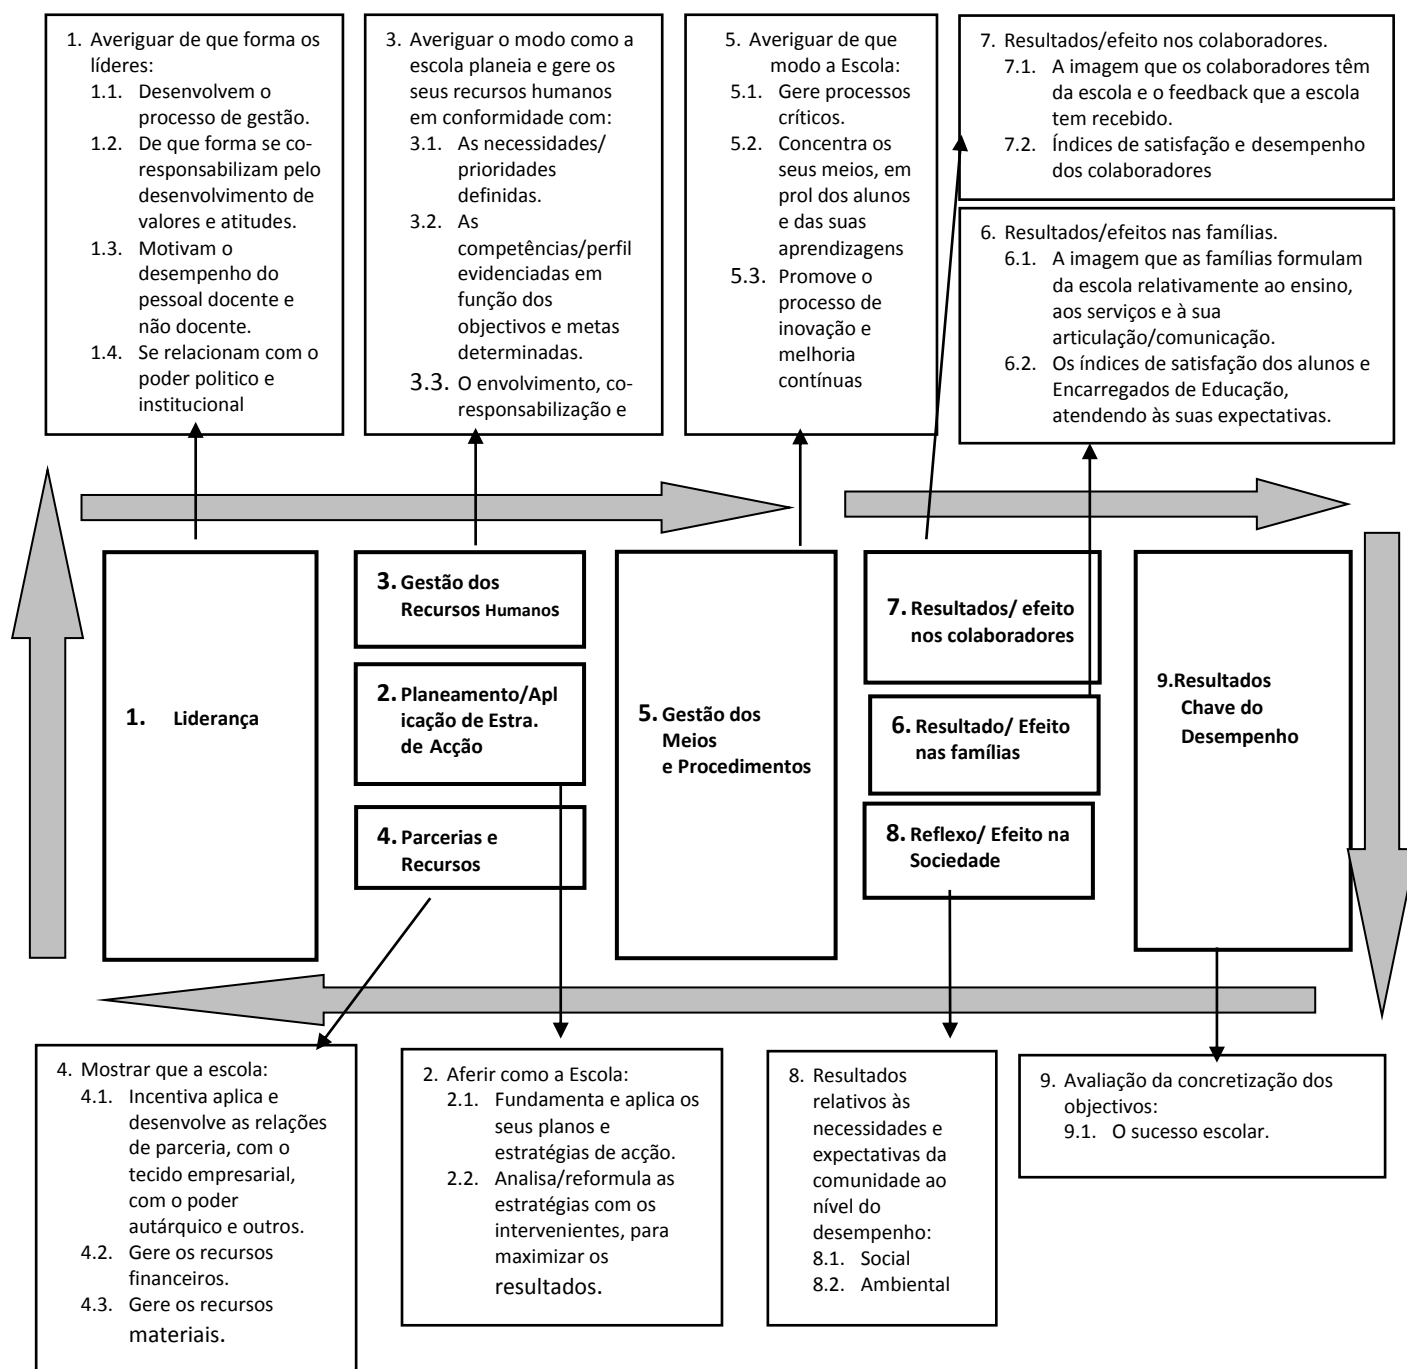 1. Averiguar de que forma os
líderes:
1.1. Desenvolvem o
processo de gestão.
1.2. De que forma se co-
responsabilizam pelo
desenvolvimento de
valores e atitudes.
1.3. Motivam o
desempenho do
pessoal docente e
não docente.
1.4. Se relacionam com o
poder politico e
institucional
3. Averiguar o modo como a
escola planeia e gere os
seus recursos humanos
em conformidade com:
3.1. As necessidades/
prioridades
definidas.
3.2. As
competências/perfil
evidenciadas em
função dos
objectivos e metas
determinadas.
3.3. O envolvimento, co-
responsabilização e
5. Averiguar de que
modo a Escola:
5.1. Gere processos
críticos.
5.2. Concentra os
seus meios, em
prol dos alunos
e das suas
aprendizagens
5.3. Promove o
processo de
inovação e
melhoria
contínuas
7. Resultados/efeito nos colaboradores.
7.1. A imagem que os colaboradores têm
da escola e o feedback que a escola
tem recebido.
7.2. Índices de satisfação e desempenho
dos colaboradores
6. Resultados/efeitos nas famílias.
6.1. A imagem que as famílias formulam
da escola relativamente ao ensino,
aos serviços e à sua
articulação/comunicação.
6.2. Os índices de satisfação dos alunos e
Encarregados de Educação,
atendendo às suas expectativas.
1. Liderança
3. Gestão dos
Recursos Humanos
2. Planeamento/Apl
icação de Estra.
de Acção
4. Parcerias e
Recursos
5. Gestão dos
Meios
e Procedimentos
7. Resultados/ efeito
nos colaboradores
6. Resultado/ Efeito
nas famílias
8. Reflexo/ Efeito na
Sociedade
9.Resultados
Chave do
Desempenho
4. Mostrar que a escola:
4.1. Incentiva aplica e
desenvolve as relações
de parceria, com o
tecido empresarial,
com o poder
autárquico e outros.
4.2. Gere os recursos
financeiros.
4.3. Gere os recursos
materiais.
2. Aferir como a Escola:
2.1. Fundamenta e aplica os
seus planos e
estratégias de acção.
2.2. Analisa/reformula as
estratégias com os
intervenientes, para
maximizar os
resultados.
8. Resultados
relativos às
necessidades e
expectativas da
comunidade ao
nível do
desempenho:
8.1. Social
8.2. Ambiental
9. Avaliação da concretização dos
objectivos:
9.1. O sucesso escolar.